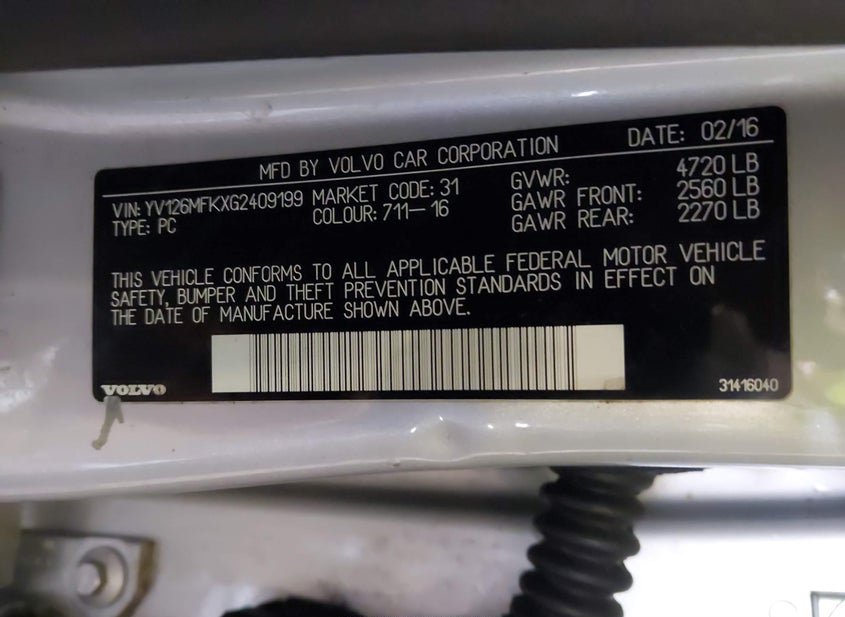 MFD BY VOLVO CAR CORPORATION DATE: 02/16
VIN: YV126MFKXG2409199 MARKET CODE: 31 GVWR: 4720 LB
TYPE: PC COLOUR: 711-16 GAWR FRONT: 2560 LB
GAWR REAR: 2270 LB
THIS VEHICLE CONFORMS TO ALL APPLICABLE FEDERAL MOTOR VEHICLE
SAFETY, BUMPER AND THEFT PREVENTION STANDARDS IN EFFECT ON
THE DATE OF MANUFACTURE SHOWN ABOVE.
VOLVO 31416040